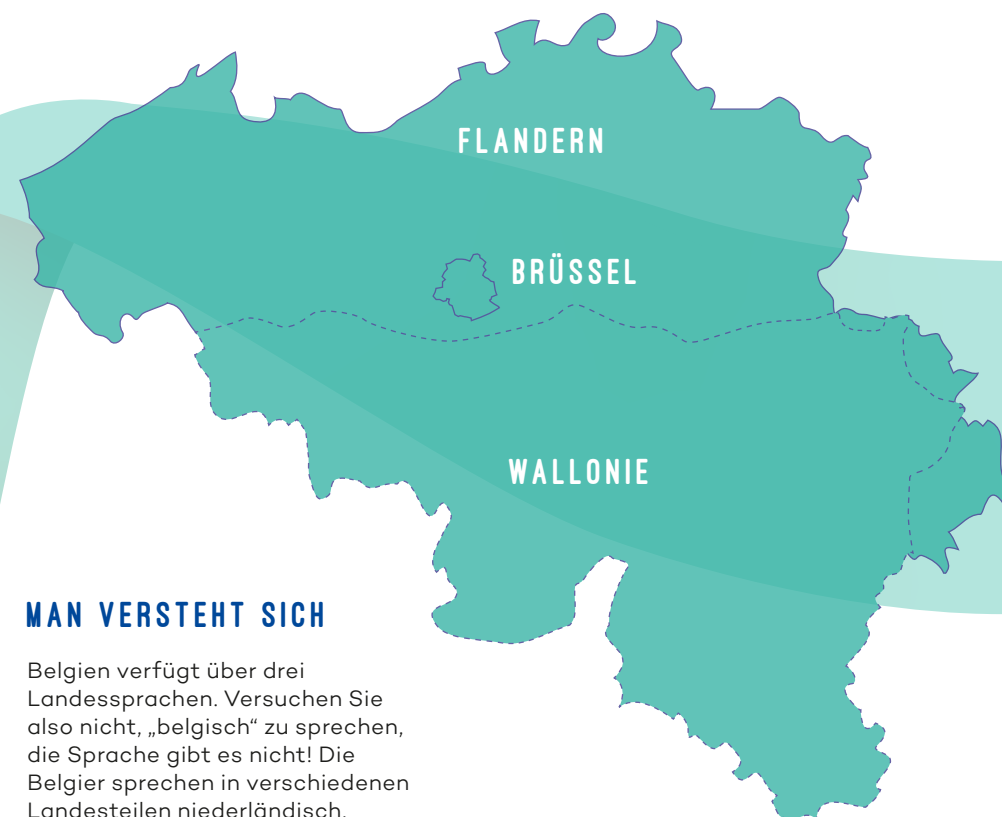 FLANDERN
BRÜSSEL
WALLONIE
MAN VERSTEHT SICH
Belgien verfügt über drei
Landessprachen. Versuchen Sie
also nicht, „belgisch“ zu sprechen,
die Sprache gibt es nicht! Die
Belgier sprechen in verschiedenen
Landesteilen niederländisch,